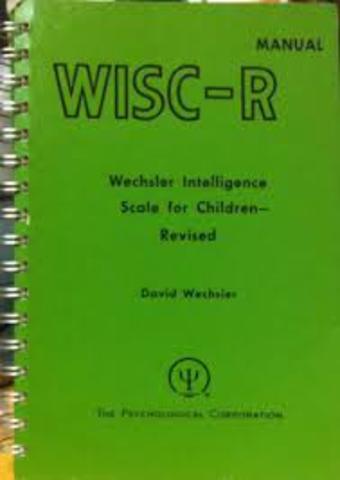 MANUAL
WISC-R
Wechsler Intelligence
Scale for Children—
Revised
David Wechsler
Ψ
THE PSYCHOLOGICAL CORPORATION